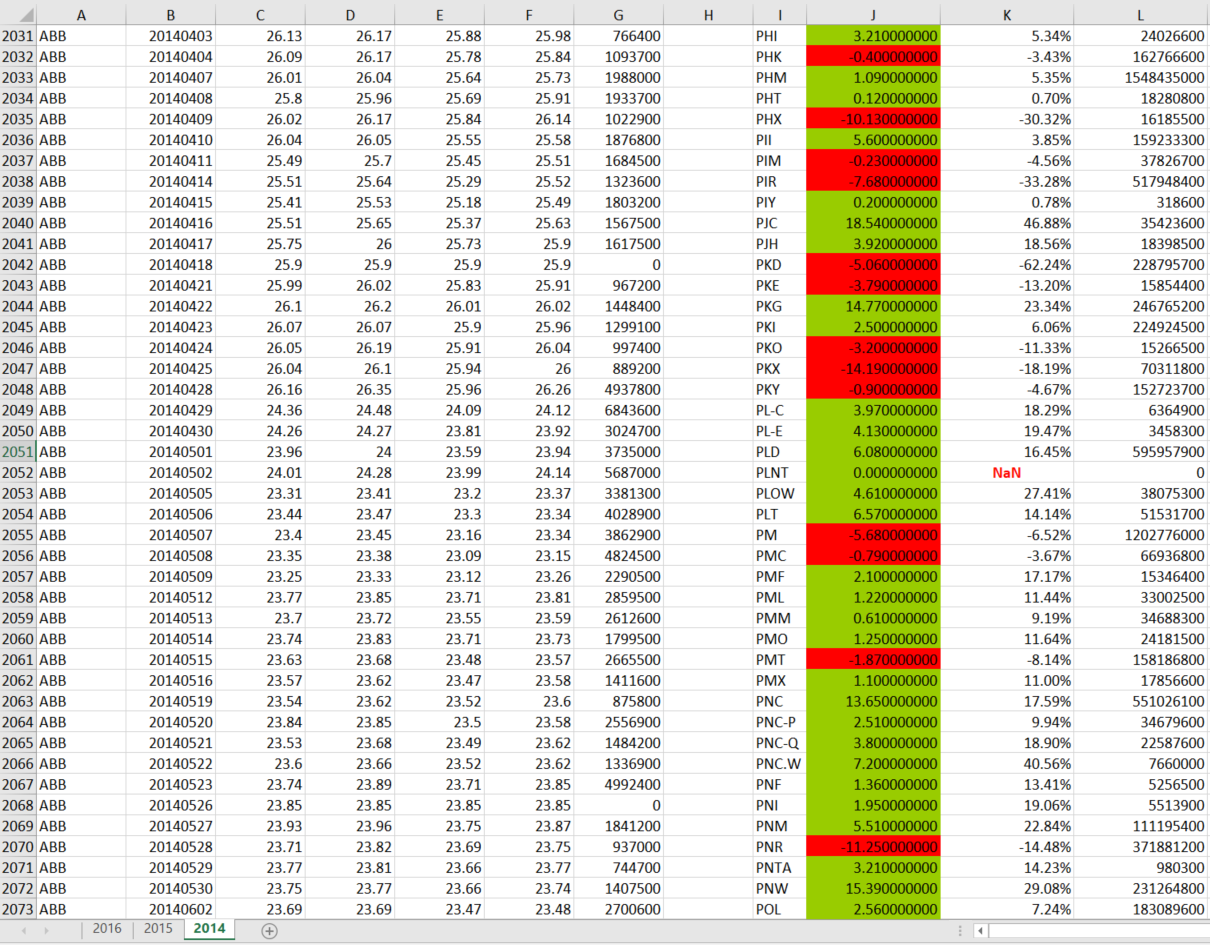 A B C D E F G H I J K L
2031 ABB 20140403 26.13 26.17 25.88 25.98 766400 PHI 3.210000000 5.34% 24026600
2032 ABB 20140404 26.09 26.17 25.78 25.84 1093700 PHK -0.400000000 -3.43% 162766600
2033 ABB 20140407 26.01 26.04 25.64 25.73 1988000 PHM 1.090000000 5.35% 1548435000
2034 ABB 20140408 25.8 25.96 25.69 25.91 1933700 PHT 0.120000000 0.70% 18280800
2035 ABB 20140409 26.02 26.17 25.84 26.14 1022900 PHX -10.130000000 -30.32% 16185500
2036 ABB 20140410 26.04 26.05 25.55 25.58 1876800 PII 5.600000000 3.85% 159233300
2037 ABB 20140411 25.49 25.7 25.45 25.51 1684500 PIM -0.230000000 -4.56% 37826700
2038 ABB 20140414 25.51 25.64 25.29 25.52 1323600 PIR -7.680000000 -33.28% 517948400
2039 ABB 20140415 25.41 25.53 25.18 25.49 1803200 PIY 0.200000000 0.78% 318600
2040 ABB 20140416 25.51 25.65 25.37 25.63 1567500 PJC 18.540000000 46.88% 35423600
2041 ABB 20140417 25.75 26 25.73 25.9 1617500 PJH 3.920000000 18.56% 18398500
2042 ABB 20140418 25.9 25.9 25.9 25.9 0 PKD -5.060000000 -62.24% 228795700
2043 ABB 20140421 25.99 26.02 25.83 25.91 967200 PKE -3.790000000 -13.20% 15854400
2044 ABB 20140422 26.1 26.2 26.01 26.02 1448400 PKG 14.770000000 23.34% 246765200
2045 ABB 20140423 26.07 26.07 25.9 25.96 1299100 PKI 2.500000000 6.06% 224924500
2046 ABB 20140424 26.05 26.19 25.91 26.04 997400 PKO -3.200000000 -11.33% 15266500
2047 ABB 20140425 26.04 26.1 25.94 26 889200 PKX -14.190000000 -18.19% 70311800
2048 ABB 20140428 26.16 26.35 25.96 26.26 4937800 PKY -0.900000000 -4.67% 152723700
2049 ABB 20140429 24.36 24.48 24.09 24.12 6843600 PL-C 3.970000000 18.29% 6364900
2050 ABB 20140430 24.26 24.27 23.81 23.92 3024700 PL-E 4.130000000 19.47% 3458300
2051 ABB 20140501 23.96 24 23.59 23.94 3735000 PLD 6.080000000 16.45% 595957900
2052 ABB 20140502 24.01 24.28 23.99 24.14 5687000 PLNT 0.000000000 NaN 0
2053 ABB 20140505 23.31 23.41 23.2 23.37 3381300 PLOW 4.610000000 27.41% 38075300
2054 ABB 20140506 23.44 23.47 23.3 23.34 4028900 PLT 6.570000000 14.14% 51531700
2055 ABB 20140507 23.4 23.45 23.16 23.34 3862900 PM -5.680000000 -6.52% 1202776000
2056 ABB 20140508 23.35 23.38 23.09 23.15 4824500 PMC -0.790000000 -3.67% 66936800
2057 ABB 20140509 23.25 23.33 23.12 23.26 2290500 PMF 2.100000000 17.17% 15346400
2058 ABB 20140512 23.77 23.85 23.71 23.81 2859500 PML 1.220000000 11.44% 33002500
2059 ABB 20140513 23.7 23.72 23.55 23.59 2612600 PMM 0.610000000 9.19% 34688300
2060 ABB 20140514 23.74 23.83 23.71 23.73 1799500 PMO 1.250000000 11.64% 24181500
2061 ABB 20140515 23.63 23.68 23.48 23.57 2665500 PMT -1.870000000 -8.14% 158186800
2062 ABB 20140516 23.57 23.62 23.47 23.58 1411600 PMX 1.100000000 11.00% 17856600
2063 ABB 20140519 23.54 23.62 23.52 23.6 875800 PNC 13.650000000 17.59% 551026100
2064 ABB 20140520 23.84 23.85 23.5 23.58 2556900 PNC-P 2.510000000 9.94% 34679600
2065 ABB 20140521 23.53 23.68 23.49 23.62 1484200 PNC-Q 3.800000000 18.90% 22587600
2066 ABB 20140522 23.6 23.66 23.52 23.62 1336900 PNC.W 7.200000000 40.56% 7660000
2067 ABB 20140523 23.74 23.89 23.71 23.85 4992400 PNF 1.360000000 13.41% 5256500
2068 ABB 20140526 23.85 23.85 23.85 23.85 0 PNI 1.950000000 19.06% 5513900
2069 ABB 20140527 23.93 23.96 23.75 23.87 1841200 PNM 5.510000000 22.84% 111195400
2070 ABB 20140528 23.71 23.82 23.69 23.75 937000 PNR -11.250000000 -14.48% 371881200
2071 ABB 20140529 23.77 23.81 23.66 23.77 744700 PNTA 3.210000000 14.23% 980300
2072 ABB 20140530 23.75 23.77 23.66 23.74 1407500 PNW 15.390000000 29.08% 231264800
2073 ABB 20140602 23.69 23.69 23.47 23.48 2700600 POL 2.560000000 7.24% 183089600
2016 2015 2014